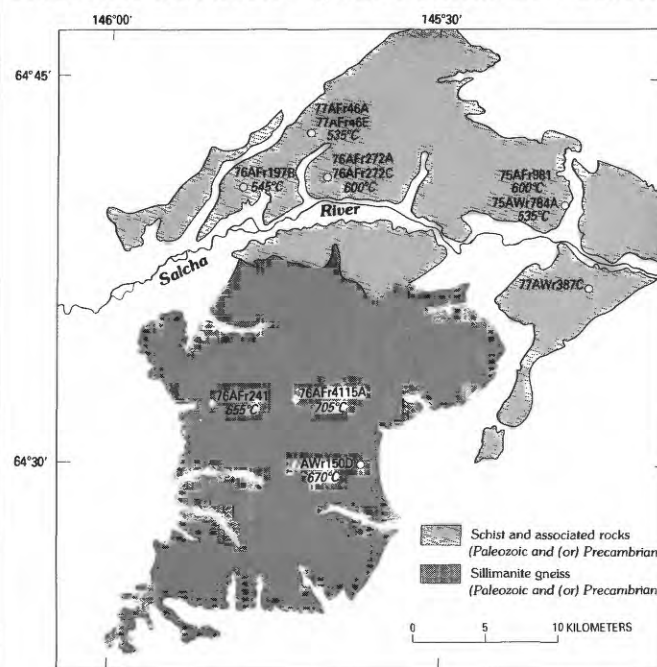 146°00'
145°30'
64°45'
77AFr46A
77AFr46E
535°C
76AFr272A
76AFr272C
600°C
76AFr197B
545°C
75AFr981
600°C
75AWr784A
535°C
River
Salcha
77AWr387C
76AFr241
655°C
76AFr4115A
705°C
64°30'
AWr150D
670°C
Schist and associated rocks
(Paleozoic and (or) Precambrian
Sillimanite gneiss
(Paleozoic and (or) Precambrian
0 5 10 KILOMETERS